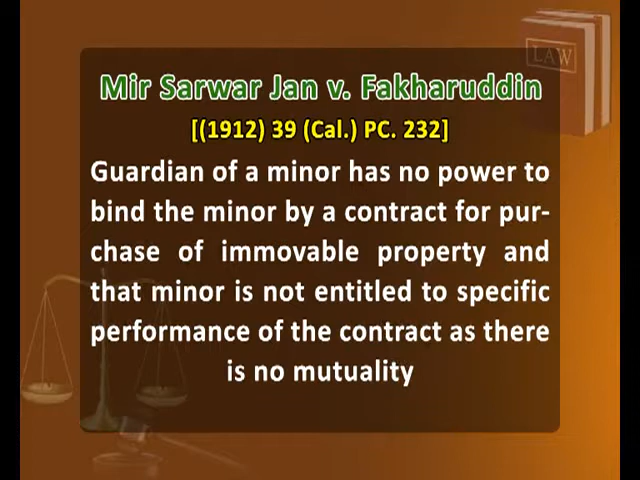 LAW
Mir Sarwar Jan v. Fakharuddin
[(1912) 39 (Cal.) PC. 232]
Guardian of a minor has no power to
bind the minor by a contract for pur-
chase of immovable property and
that minor is not entitled to specific
performance of the contract as there
is no mutuality